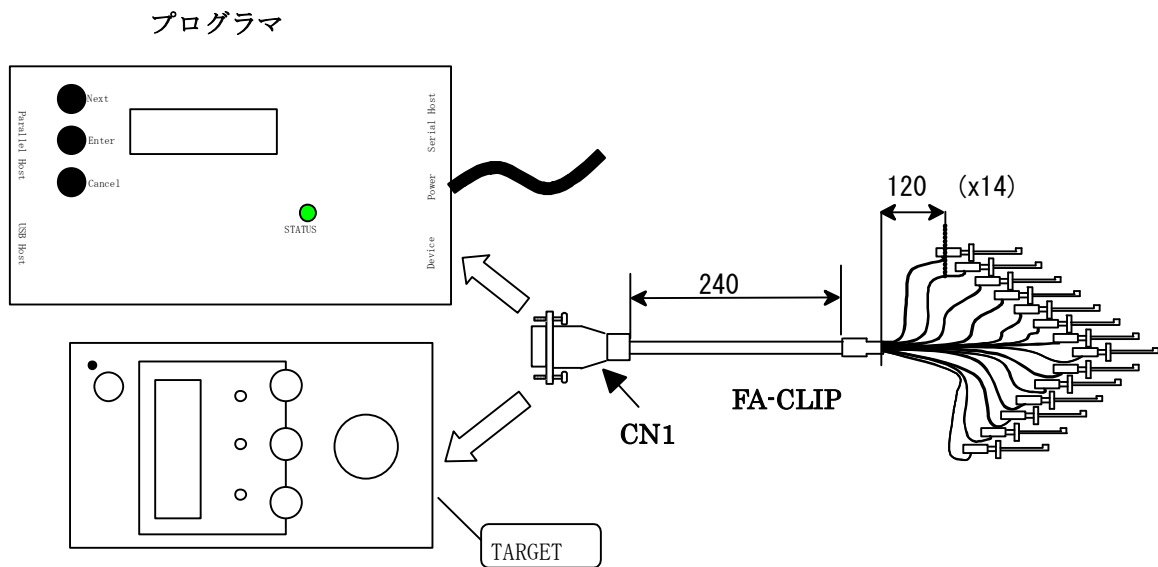 プログラマ
Next
Enter
Cancel
Parallel Host
USB Host
Serial Host
Power
Device
STATUS
120 (x14)
240
FA-CLIP
CN1
TARGET